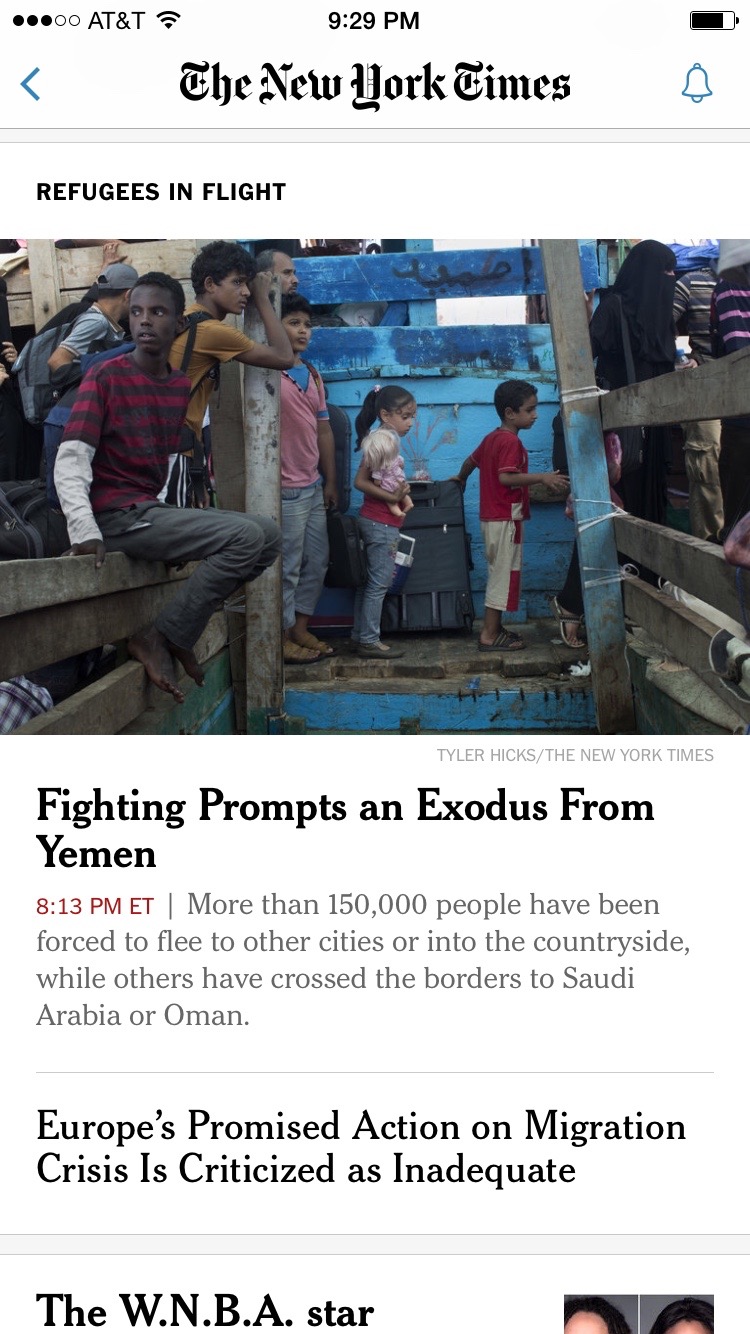 AT&T 9:29 PM
The New York Times
REFUGEES IN FLIGHT
TYLER HICKS/THE NEW YORK TIMES
Fighting Prompts an Exodus From
Yemen
8:13 PM ET | More than 150,000 people have been
forced to flee to other cities or into the countryside,
while others have crossed the borders to Saudi
Arabia or Oman.
Europe’s Promised Action on Migration
Crisis Is Criticized as Inadequate
The W.N.B.A. star